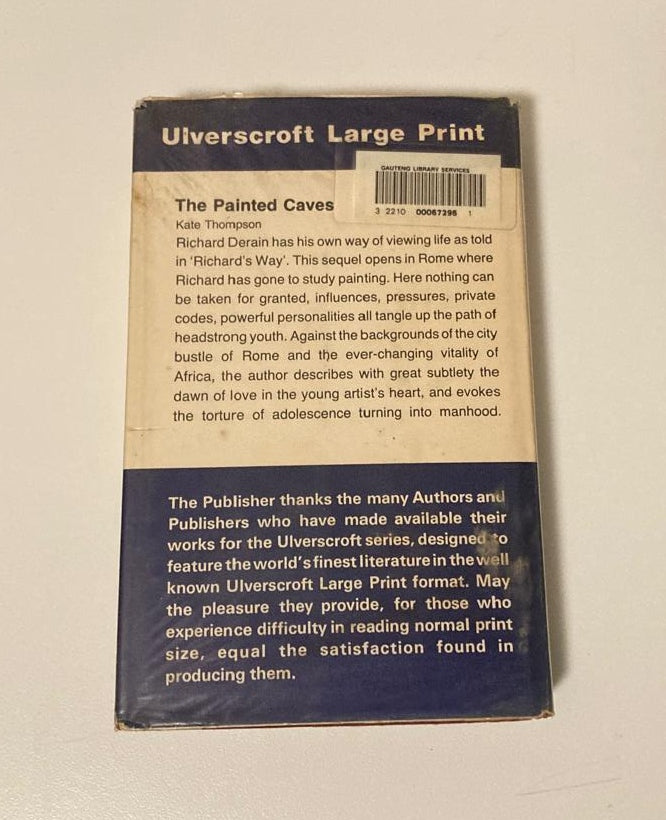 Ulverscroft Large Print
GAUTENG LIBRARY SERVICES
3 2210 00067296 1
The Painted Caves
Kate Thompson
Richard Derain has his own way of viewing life as told
in 'Richard's Way'. This sequel opens in Rome where
Richard has gone to study painting. Here nothing can
be taken for granted, influences, pressures, private
codes, powerful personalities all tangle up the path of
headstrong youth. Against the backgrounds of the city
bustle of Rome and the ever-changing vitality of
Africa, the author describes with great subtlety the
dawn of love in the young artist's heart, and evokes
the torture of adolescence turning into manhood.
The Publisher thanks the many Authors and
Publishers who have made available their
works for the Ulverscroft series, designed to
feature the world's finest literature in the well
known Ulverscroft Large Print format. May
the pleasure they provide, for those who
experience difficulty in reading normal print
size, equal the satisfaction found in
producing them.